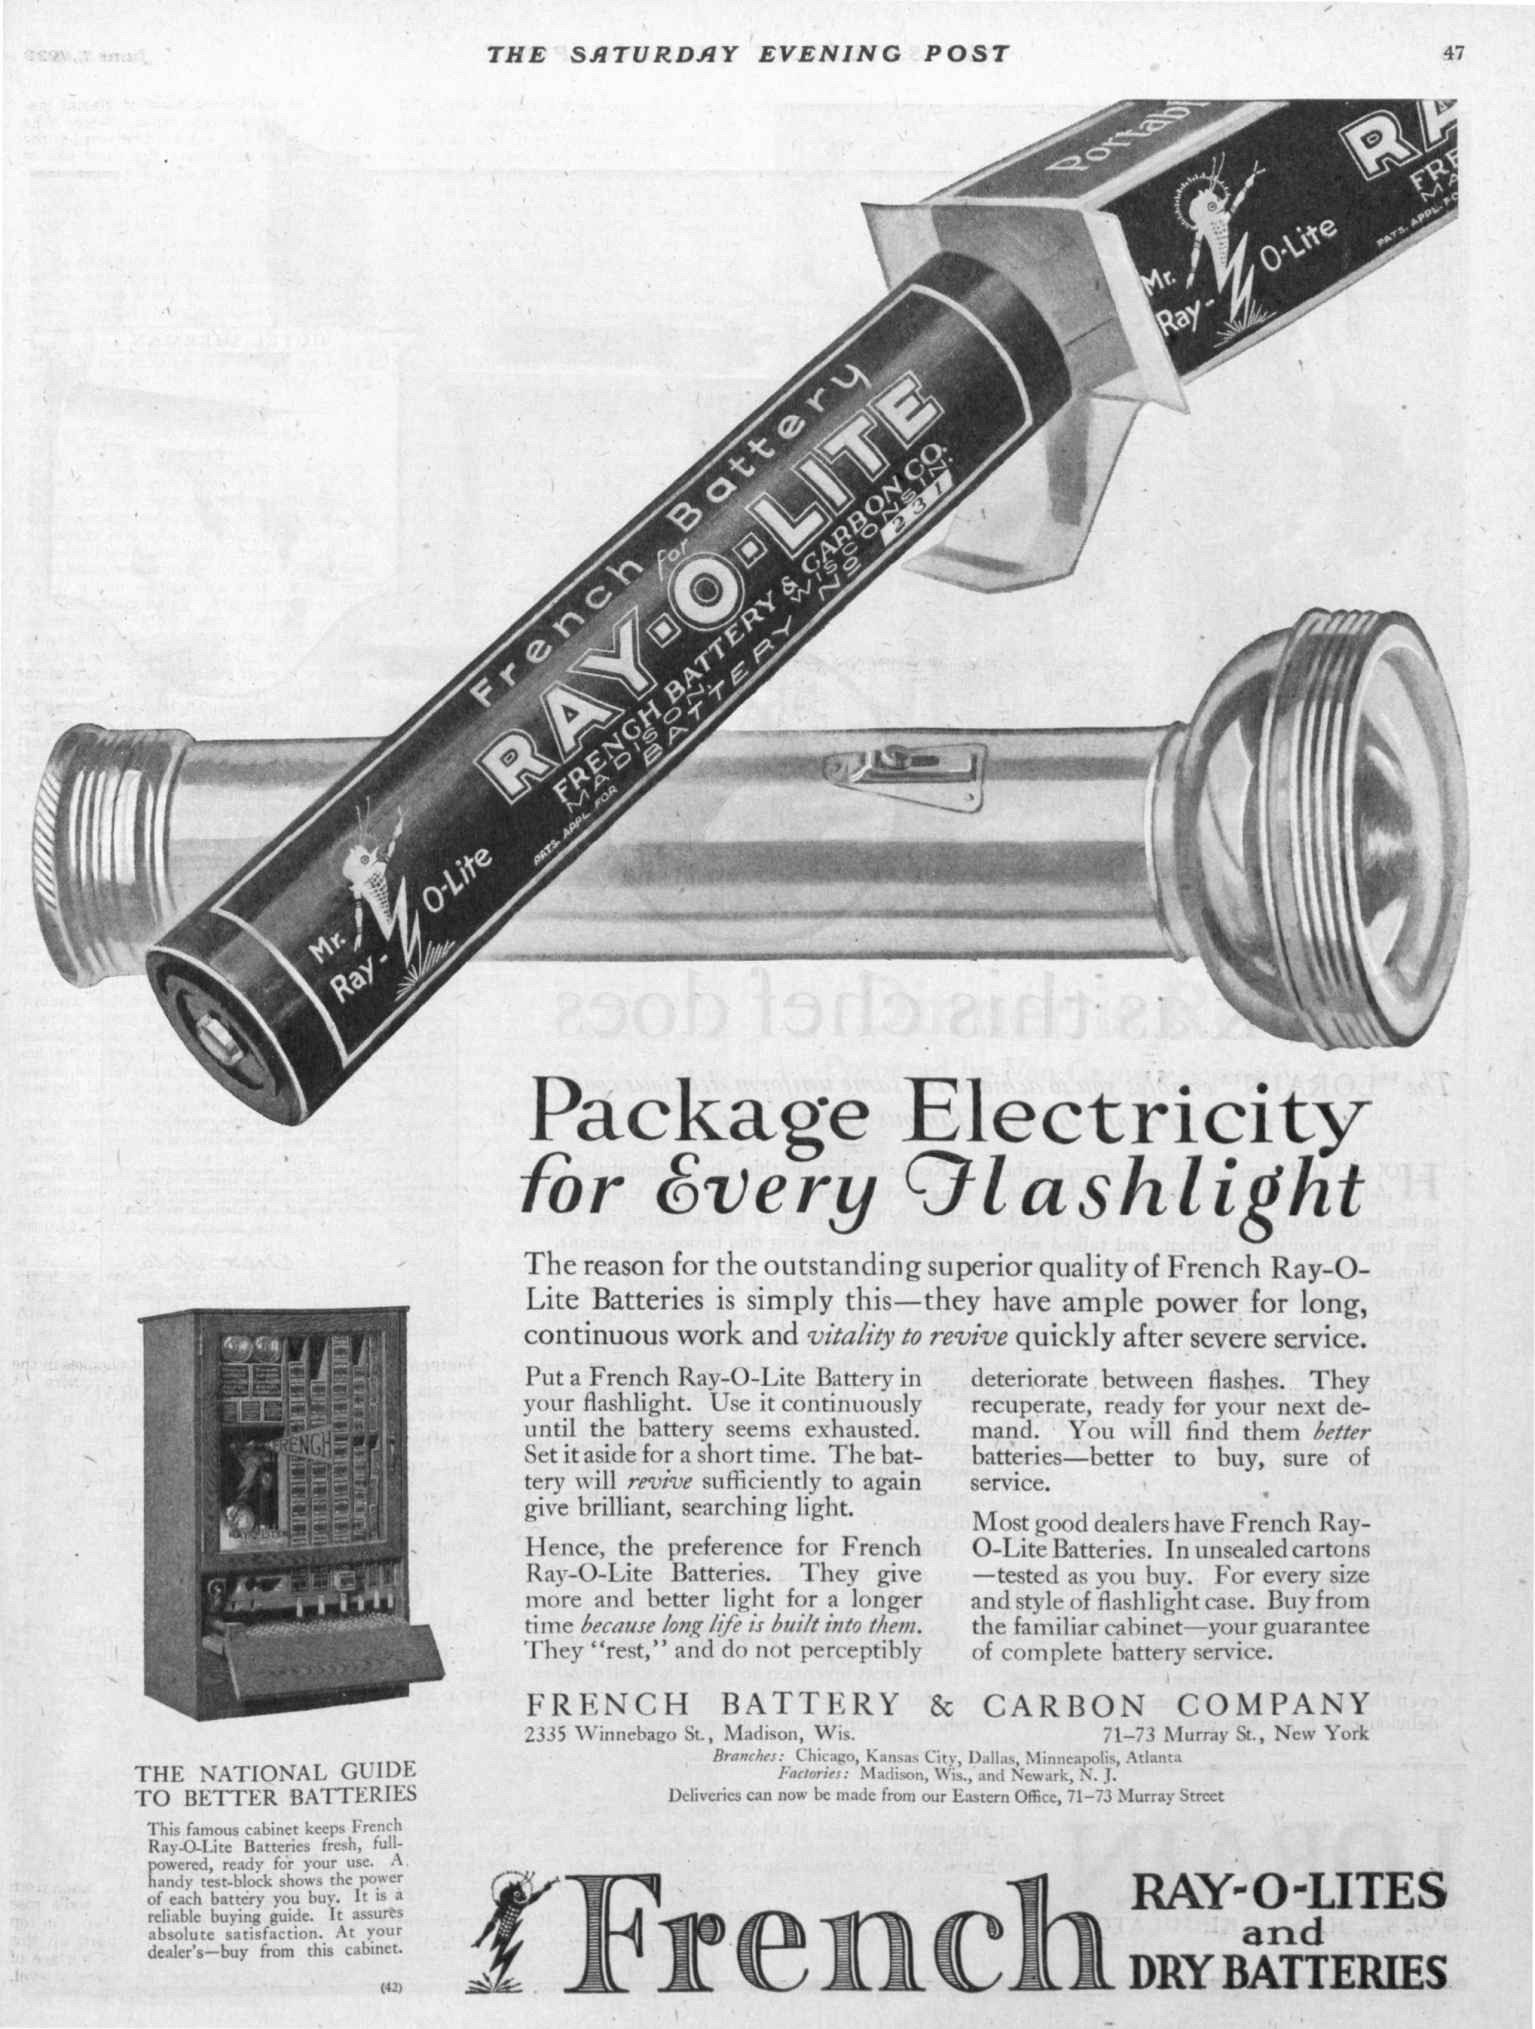 THE SATURDAY EVENING POST
47
Portabl
RA
FRE
MA
PATS. APPL. FO
Mr.
Ray-
O-Lite
French for Battery
RAY-O-LITE
FRENCH BATTERY & CARBON CO.
MADISON, WISCONSIN.
BATTERY No 231
PATS. APPL. FOR
Mr.
Ray-
O-Lite
Package Electricity
for Every Flashlight
The reason for the outstanding superior quality of French Ray-O-
Lite Batteries is simply this—they have ample power for long,
continuous work and vitality to revive quickly after severe service.
Put a French Ray-O-Lite Battery in
your flashlight. Use it continuously
until the battery seems exhausted.
Set it aside for a short time. The bat-
tery will revive sufficiently to again
give brilliant, searching light.
Hence, the preference for French
Ray-O-Lite Batteries. They give
more and better light for a longer
time because long life is built into them.
They “rest,” and do not perceptibly
deteriorate between flashes. They
recuperate, ready for your next de-
mand. You will find them better
batteries—better to buy, sure of
service.
Most good dealers have French Ray-
O-Lite Batteries. In unsealed cartons
—tested as you buy. For every size
and style of flashlight case. Buy from
the familiar cabinet—your guarantee
of complete battery service.
FRENCH BATTERY & CARBON COMPANY
2335 Winnebago St., Madison, Wis.
71–73 Murray St., New York
Branches: Chicago, Kansas City, Dallas, Minneapolis, Atlanta
Factories: Madison, Wis., and Newark, N. J.
Deliveries can now be made from our Eastern Office, 71–73 Murray Street
FRENCH
THE NATIONAL GUIDE
TO BETTER BATTERIES
This famous cabinet keeps French
Ray-O-Lite Batteries fresh, full-
powered, ready for your use. A
handy test-block shows the power
of each battery you buy. It is a
reliable buying guide. It assures
absolute satisfaction. At your
dealer's—buy from this cabinet.
(42)
French
RAY-O-LITES
and
DRY BATTERIES